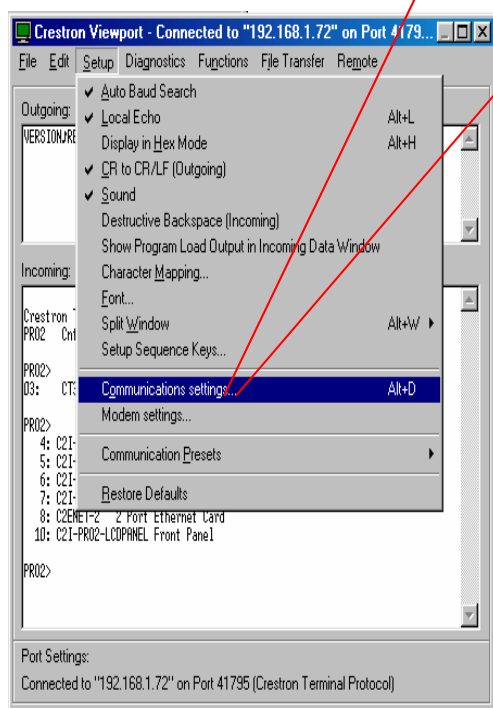 Crestron Viewport - Connected to "192.168.1.72" on Port 4179...
File Edit Setup Diagnostics Functions File Transfer Remote
Auto Baud Search
Outgoing:
Local Echo Alt+L
Display in Hex Mode Alt+H
CR to CR/LF (Outgoing)
Sound
Destructive Backspace (Incoming)
Show Program Load Output in Incoming Data Window
Incoming:
Character Mapping...
Font...
Crestron
Split Window Alt+W
PRO2 Cnt
Setup Sequence Keys...
PRO2>
03: CT
Communications settings... Alt+D
Modem settings...
PRO2>
4: C2I-
5: C2I-
Communication Presets
6: C2I-
7: C2I-
Restore Defaults
8: C2ENET-2 2 Port Ethernet Card
10: C2I-PRO2-LCDPANEL Front Panel
PRO2>
Port Settings:
Connected to "192.168.1.72" on Port 41795 (Crestron Terminal Protocol)